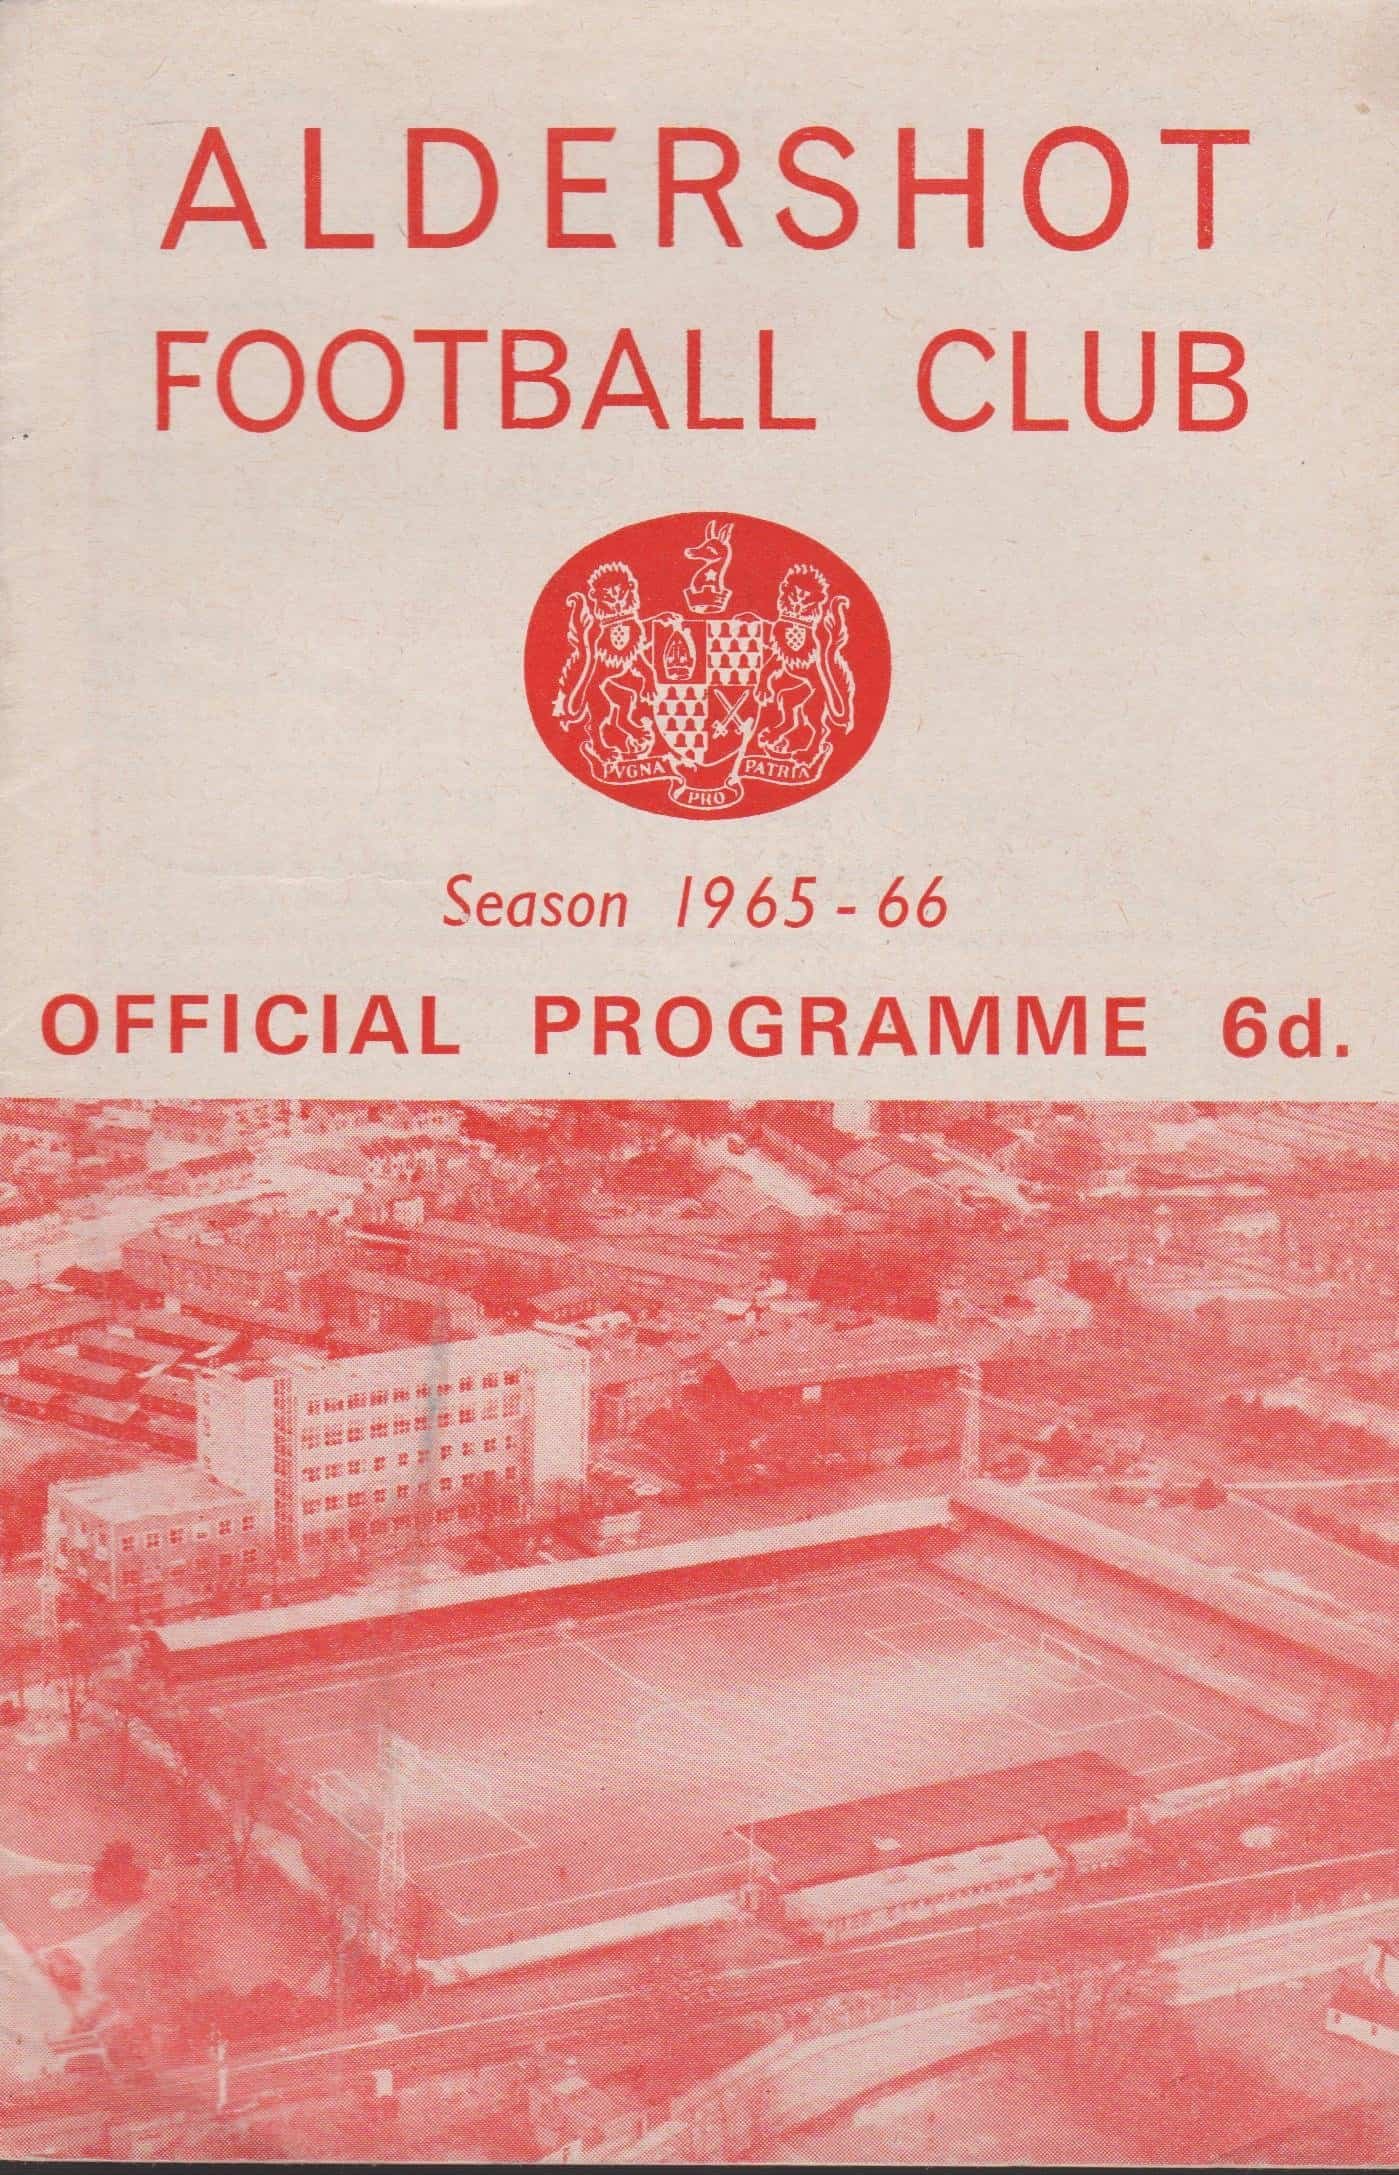 ALDERSHOT
FOOTBALL CLUB
PVGNA PRO PATRIA
Season 1965-66
OFFICIAL PROGRAMME 6d.